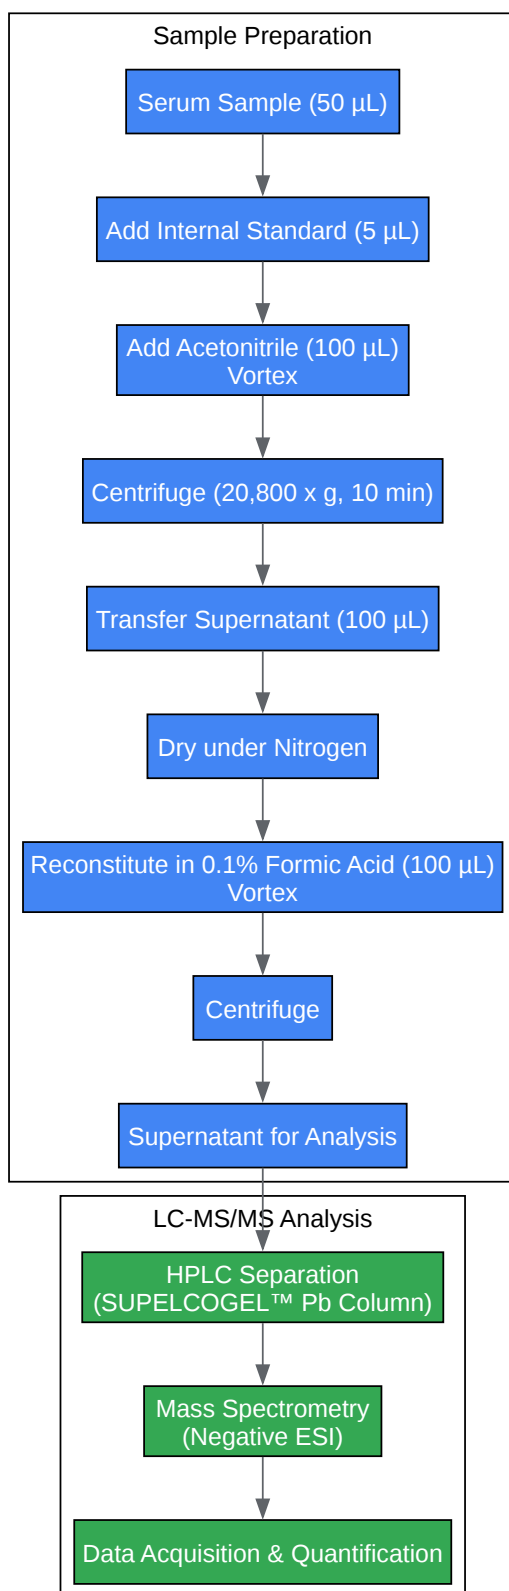 Sample Preparation
Serum Sample (50 µL)
Add Internal Standard (5 µL)
Add Acetonitrile (100 µL)
Vortex
Centrifuge (20,800 x g, 10 min)
Transfer Supernatant (100 µL)
Dry under Nitrogen
Reconstitute in 0.1% Formic Acid (100 µL)
Vortex
Centrifuge
Supernatant for Analysis
LC-MS/MS Analysis
HPLC Separation
(SUPELCOGEL™ Pb Column)
Mass Spectrometry
(Negative ESI)
Data Acquisition & Quantification